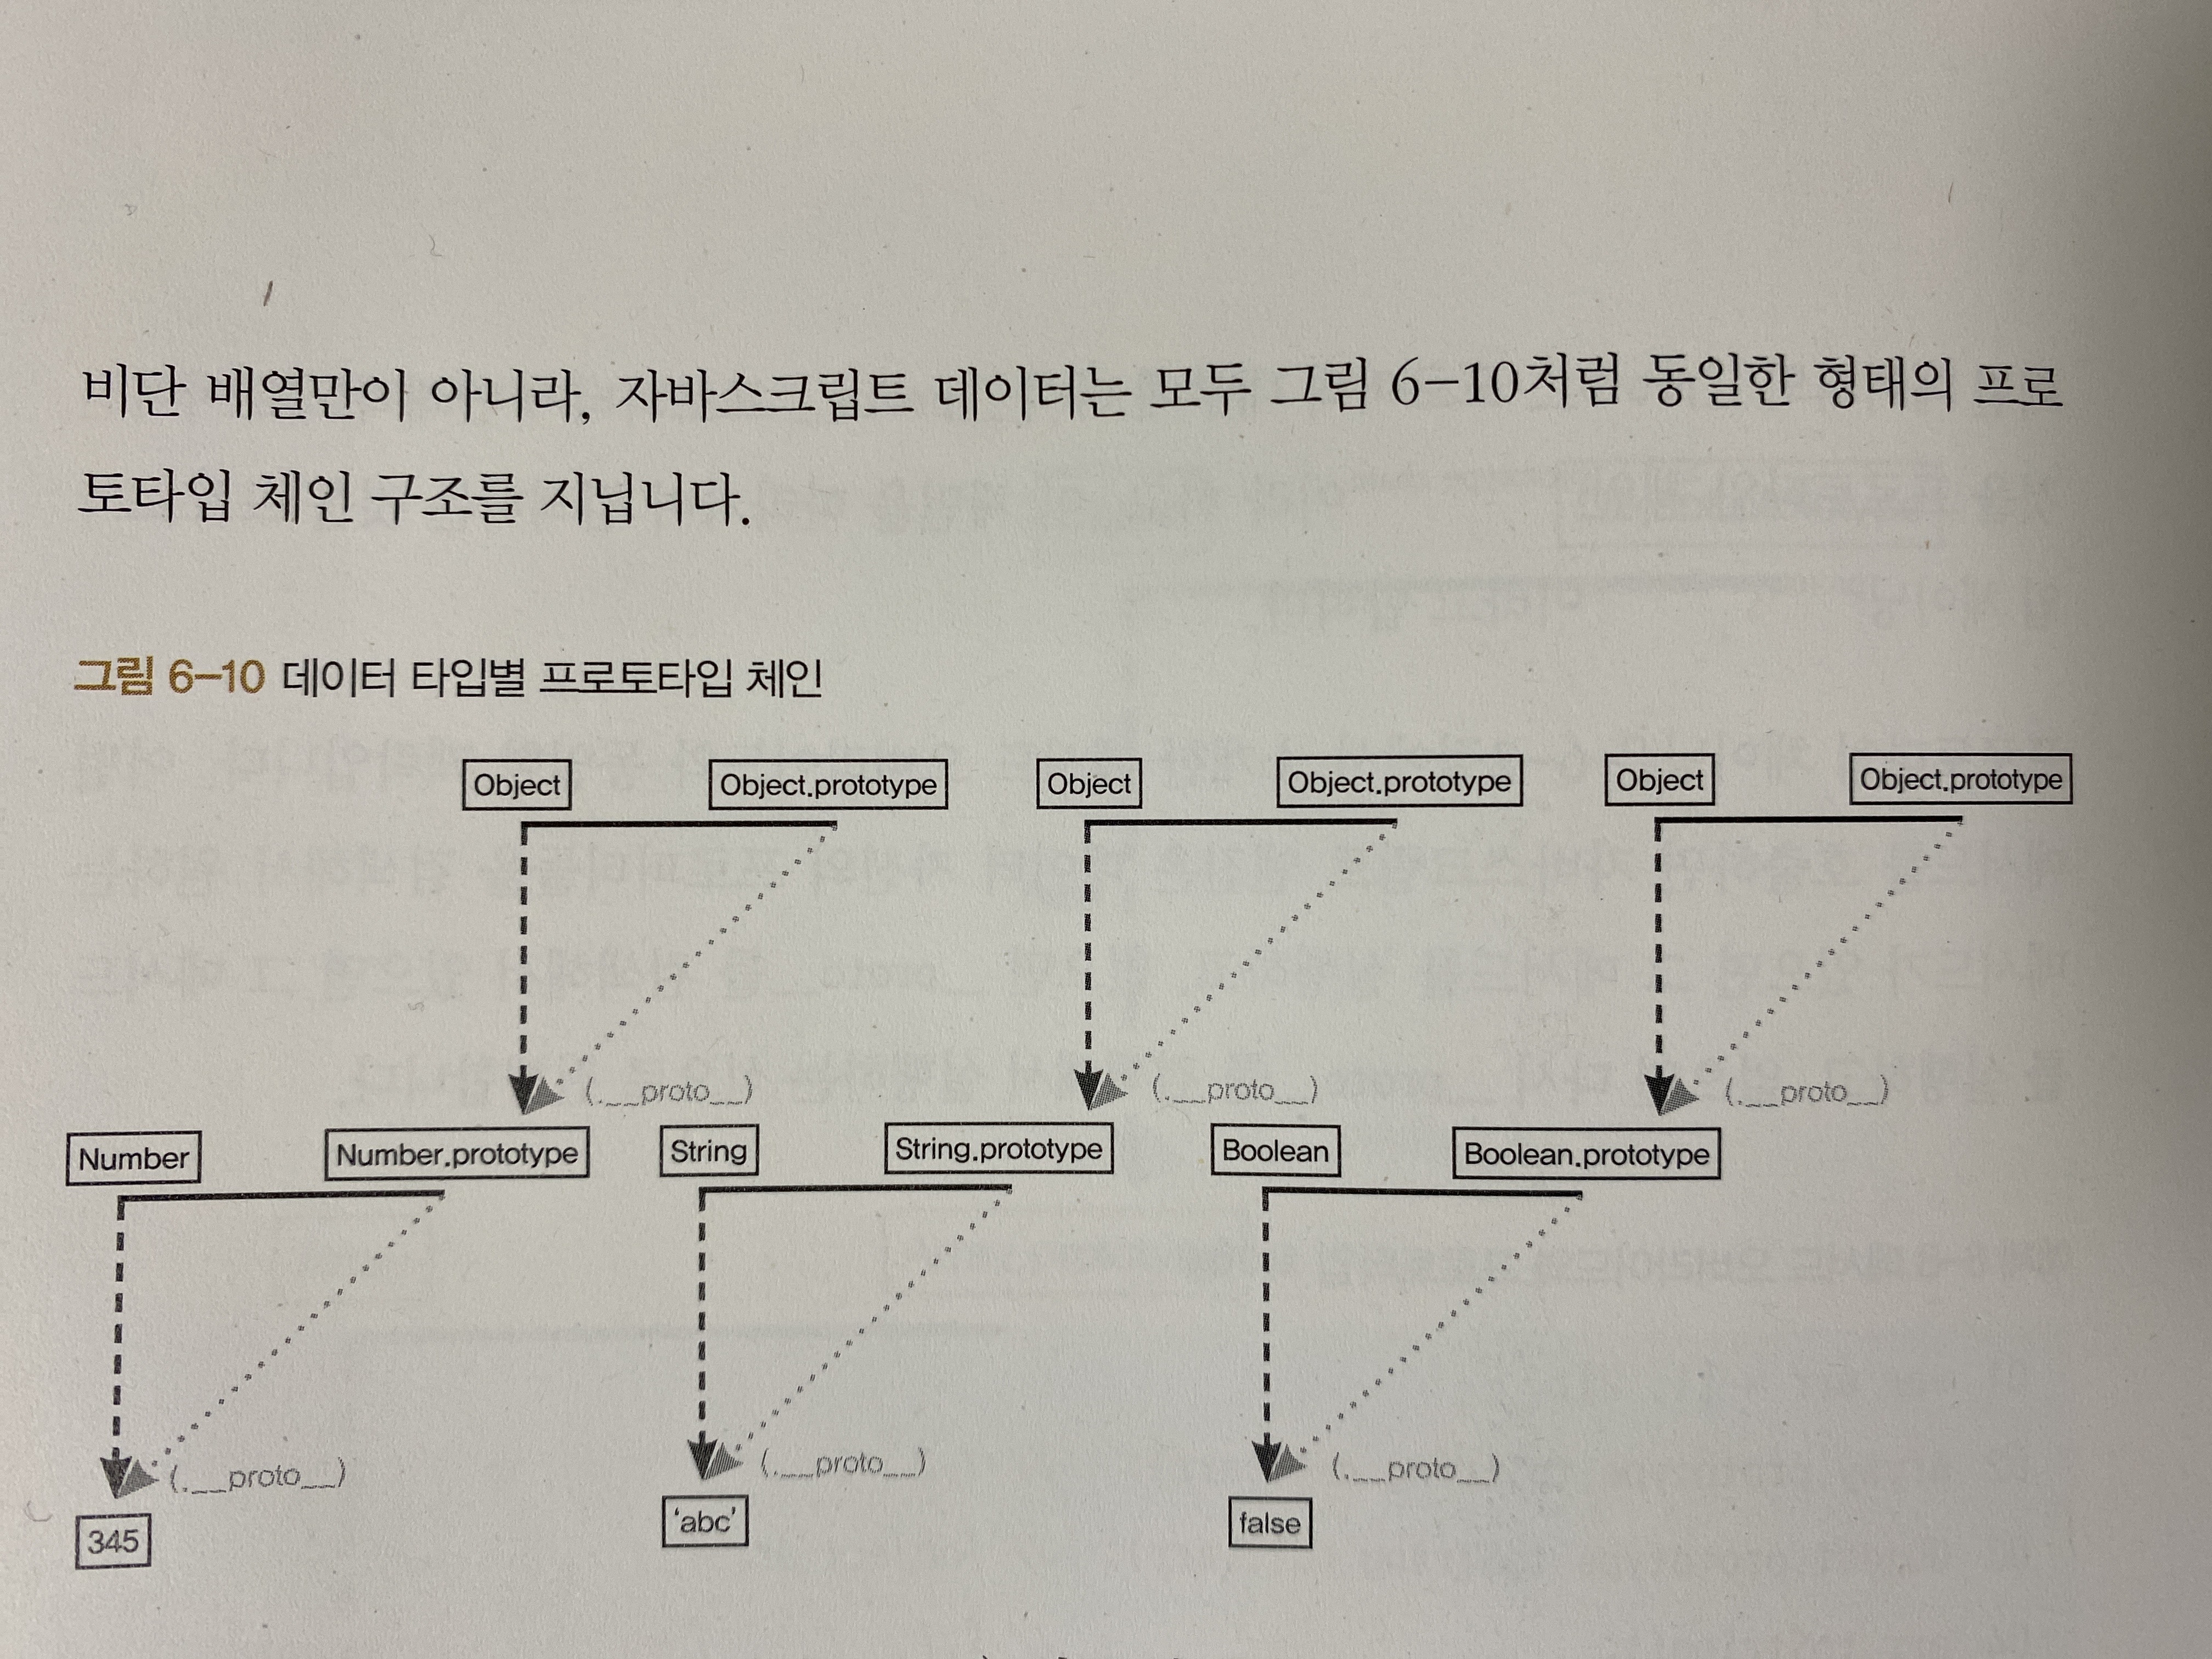 비단 배열만이 아니라, 자바스크립트 데이터는 모두 그림 6-10처럼 동일한 형태의 프로
토타입 체인 구조를 지닙니다.
그림 6-10 데이터 타입별 프로토타입 체인
Object Object.prototype Object Object.prototype Object Object.prototype
(.__proto__) (.__proto__) (.__proto__)
Number Number.prototype String String.prototype Boolean Boolean.prototype
(.__proto__) (.__proto__) (.__proto__)
345 'abc' false